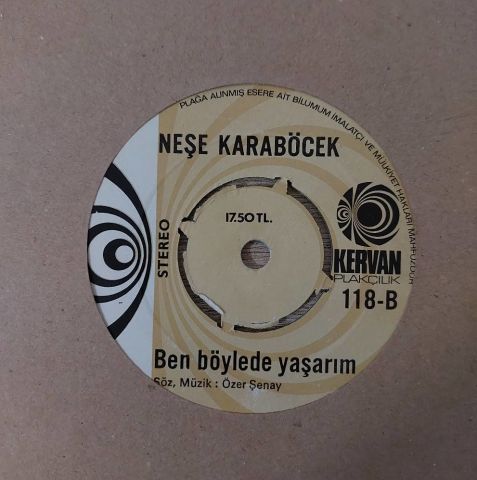 PLAĞA ALINMIŞ ESERE AİT BİLUMUM İMALATÇI VE MÜLKİYET HAKLARI MAHFUZDUR
NEŞE KARABÖCEK
17.50 TL.
STEREO
KERVAN
PLAKÇILIK
118-B
Ben böylede yaşarım
Söz, Müzik : Özer Şenay